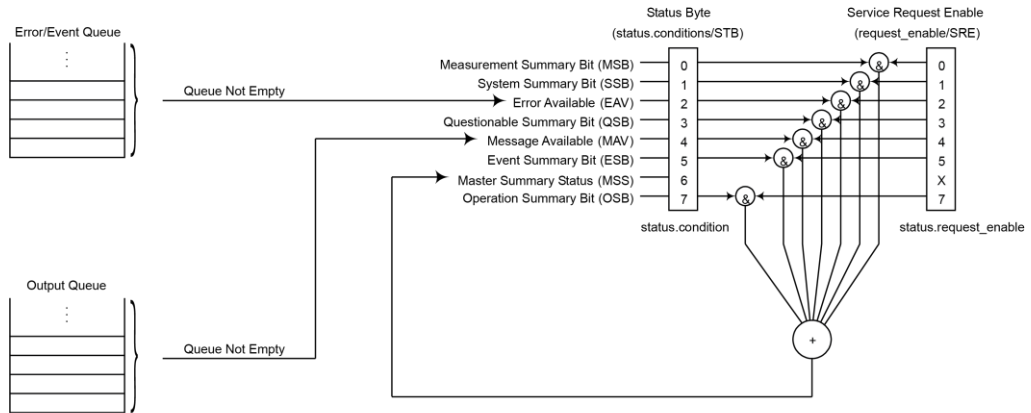 Error/Event Queue
Queue Not Empty
Status Byte
(status.conditions/STB)
Service Request Enable
(request_enable/SRE)
Measurement Summary Bit (MSB)
System Summary Bit (SSB)
Error Available (EAV)
Questionable Summary Bit (QSB)
Message Available (MAV)
Event Summary Bit (ESB)
Master Summary Status (MSS)
Operation Summary Bit (OSB)
0
1
2
3
4
5
6
7
&
&
&
&
&
&
&
0
1
2
3
4
5
X
7
status.condition
status.request_enable
Output Queue
Queue Not Empty
+